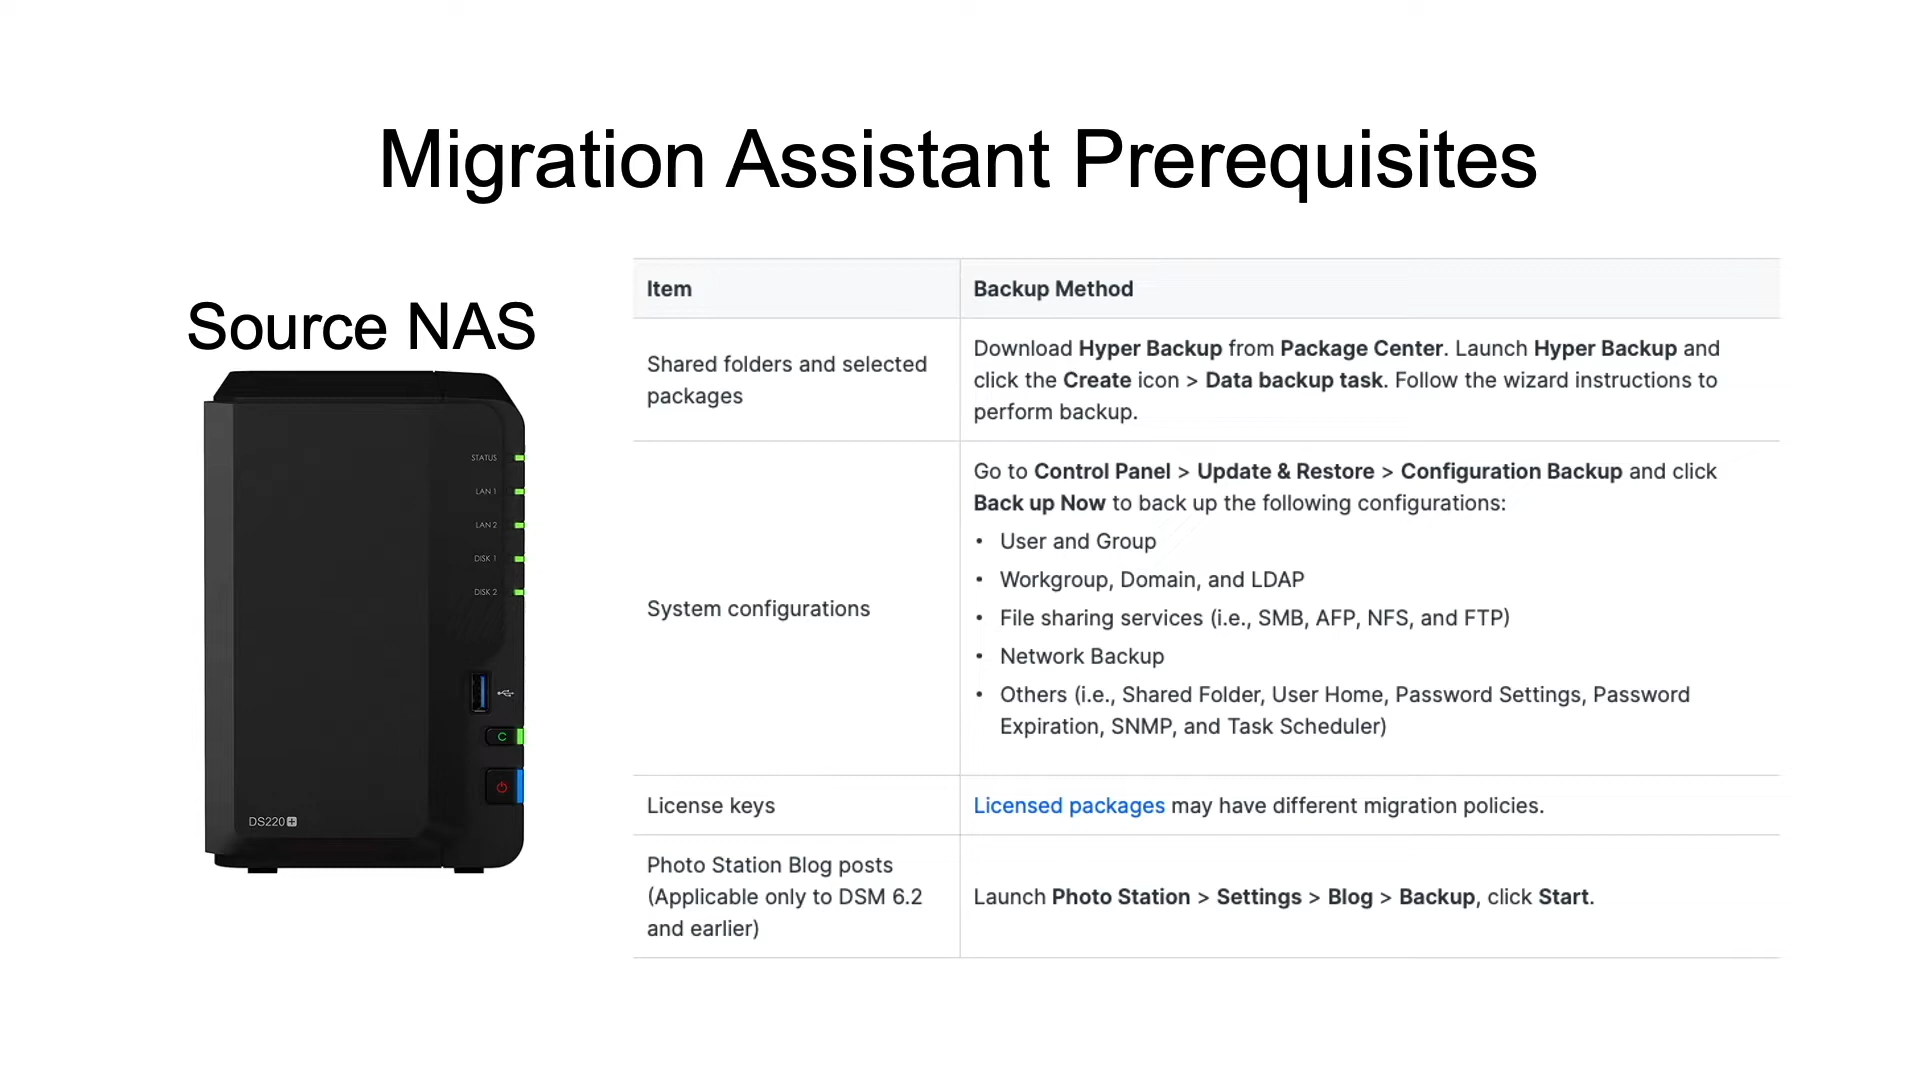 Migration Assistant Prerequisites
Source NAS
STATUS
LAN 1
LAN 2
DISK 1
DISK 2
C
DS220+
Item
Backup Method
Shared folders and selected
packages
Download Hyper Backup from Package Center. Launch Hyper Backup and
click the Create icon > Data backup task. Follow the wizard instructions to
perform backup.
System configurations
Go to Control Panel > Update & Restore > Configuration Backup and click
Back up Now to back up the following configurations:
• User and Group
• Workgroup, Domain, and LDAP
• File sharing services (i.e., SMB, AFP, NFS, and FTP)
• Network Backup
• Others (i.e., Shared Folder, User Home, Password Settings, Password
Expiration, SNMP, and Task Scheduler)
License keys
Licensed packages may have different migration policies.
Photo Station Blog posts
(Applicable only to DSM 6.2
and earlier)
Launch Photo Station > Settings > Blog > Backup, click Start.